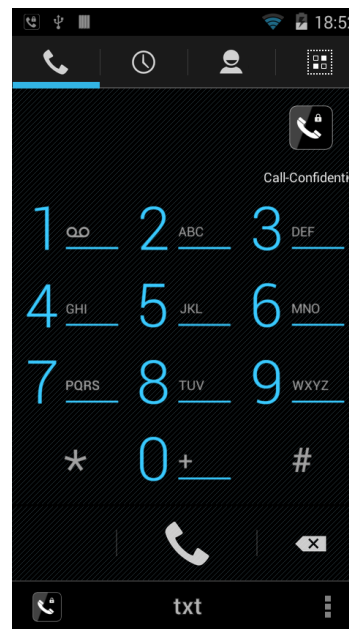 18:52
Call-Confidenti
1 2 ABC 3 DEF
4 GHI 5 JKL 6 MNO
7 PQRS 8 TUV 9 WXYZ
* 0 + #
txt